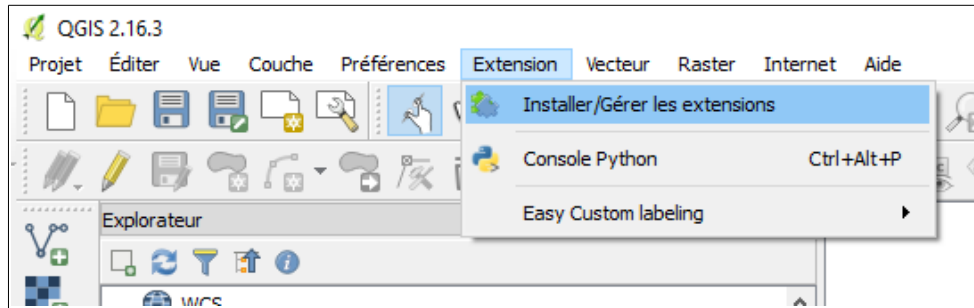 QGIS 2.16.3
Projet Éditer Vue Couche Préférences Extension Vecteur Raster Internet Aide
Installer/Gérer les extensions
Console Python Ctrl+Alt+P
Easy Custom labeling
Explorateur
WCS